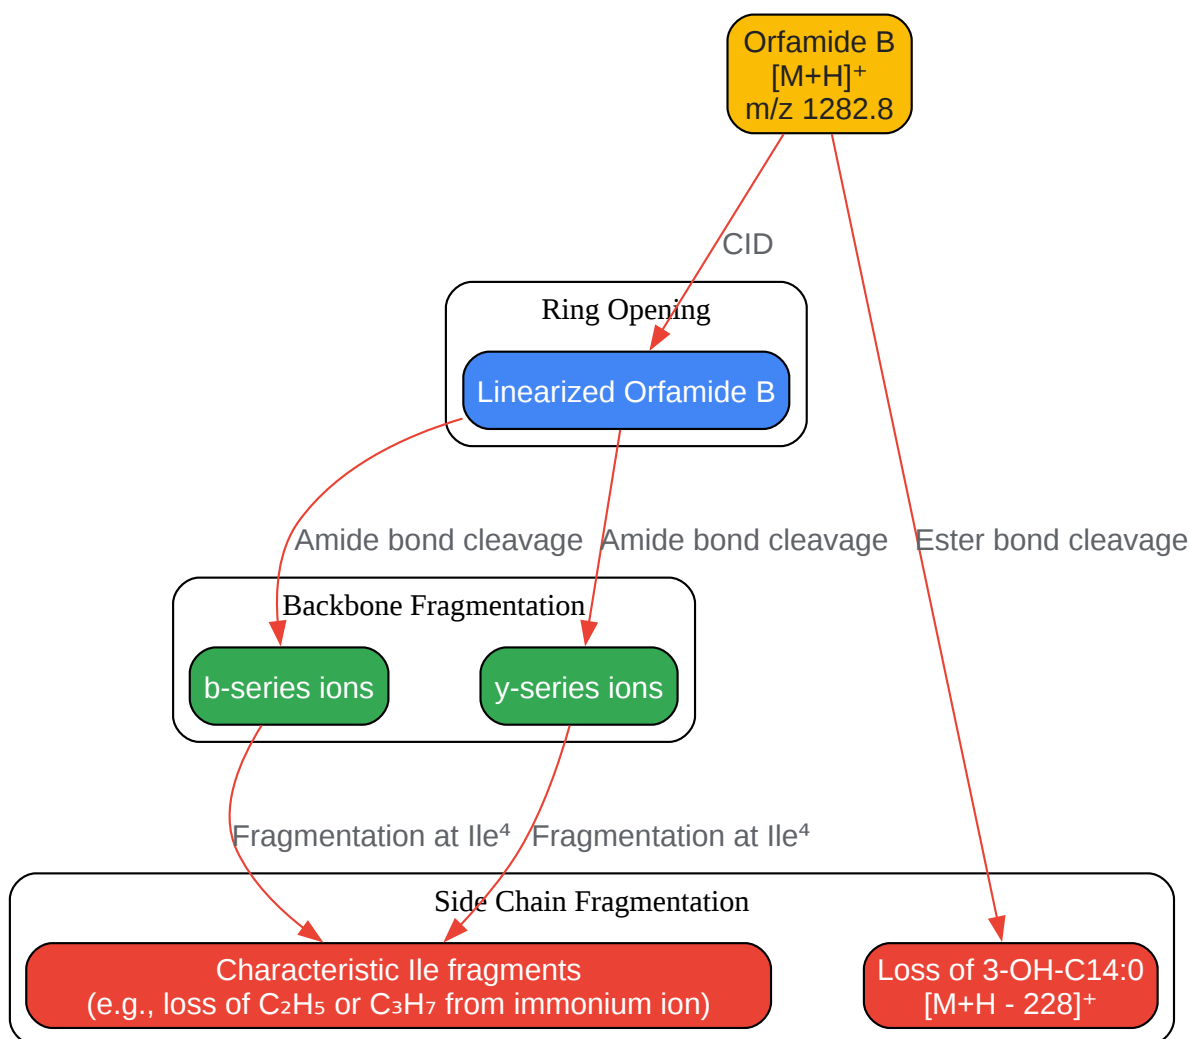 Orfamide B
[M+H]⁺
m/z 1282.8
CID
Ring Opening
Linearized Orfamide B
Amide bond cleavage
Amide bond cleavage
Ester bond cleavage
Backbone Fragmentation
b-series ions
y-series ions
Fragmentation at Ile⁴
Fragmentation at Ile⁴
Side Chain Fragmentation
Characteristic Ile fragments
(e.g., loss of C₂H₅ or C₃H₇ from immonium ion)
Loss of 3-OH-C14:0
[M+H - 228]⁺